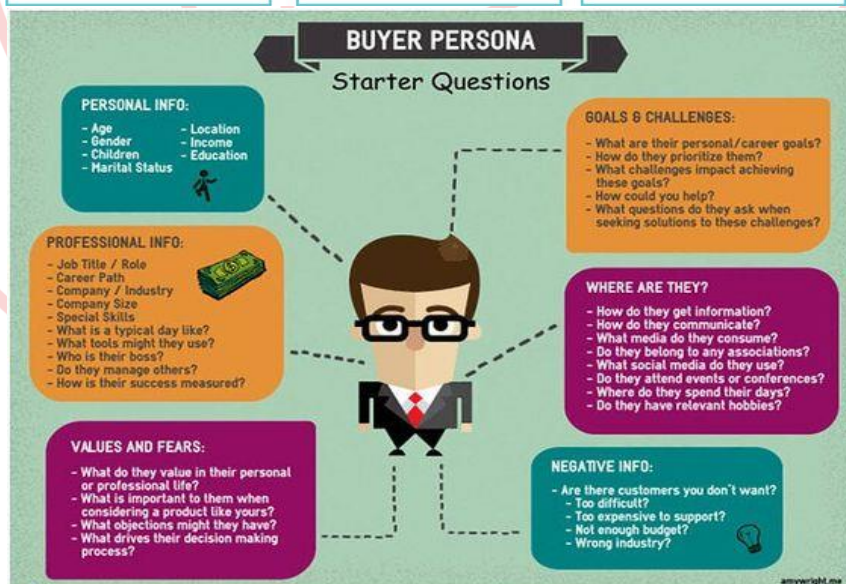 BUYER PERSONA
Starter Questions
PERSONAL INFO:
- Age
- Gender
- Children
- Marital Status
- Location
- Income
- Education
GOALS & CHALLENGES:
- What are their personal/career goals?
- How do they prioritize them?
- What challenges impact achieving
these goals?
- How could you help?
- What questions do they ask when
seeking solutions to these challenges?
PROFESSIONAL INFO:
- Job Title / Role
- Career Path
- Company / Industry
- Company Size
- Special Skills
- What is a typical day like?
- What tools might they use?
- Who is their boss?
- Do they manage others?
- How is their success measured?
WHERE ARE THEY?
- How do they get information?
- How do they communicate?
- What media do they consume?
- Do they belong to any associations?
- What social media do they use?
- Do they attend events or conferences?
- Where do they spend their days?
- Do they have relevant hobbies?
VALUES AND FEARS:
- What do they value in their personal
or professional life?
- What is important to them when
considering a product like yours?
- What objections might they have?
- What drives their decision making
process?
NEGATIVE INFO:
- Are there customers you don't want?
- Too difficult?
- Too expensive to support?
- Not enough budget?
- Wrong industry?
amywright.me